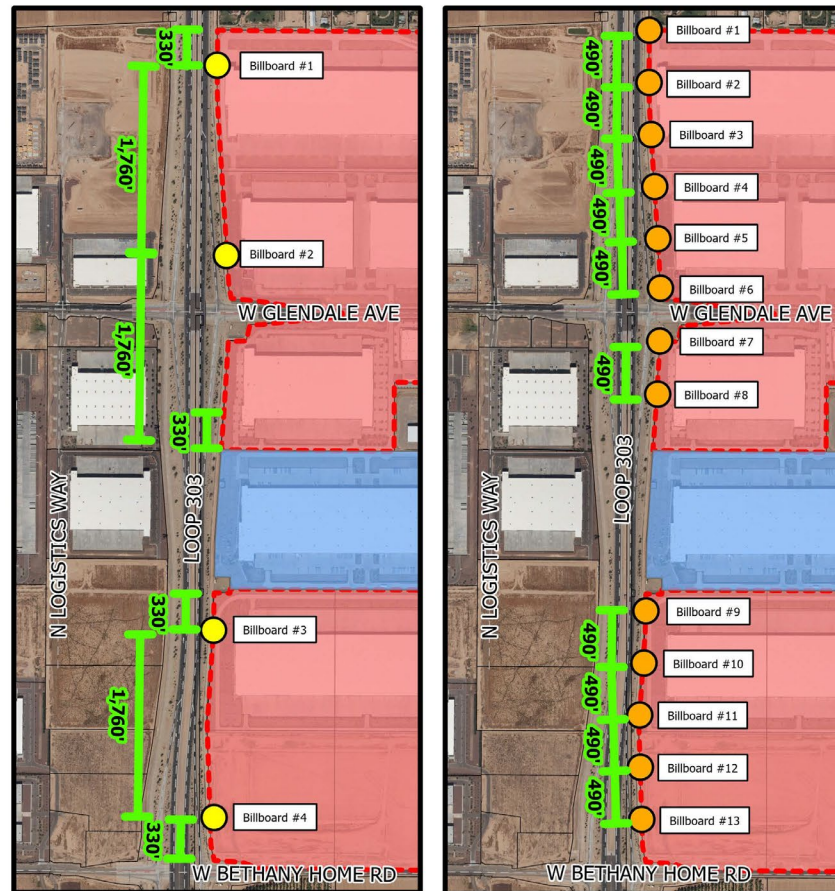 330'
Billboard #1
1,760'
Billboard #2
W GLENDALE AVE
1,760'
330'
N LOGISTICS WAY
LOOP 303
330'
Billboard #3
1,760'
Billboard #4
330'
W BETHANY HOME RD
Billboard #1
490'
Billboard #2
490'
Billboard #3
490'
Billboard #4
490'
Billboard #5
490'
Billboard #6
W GLENDALE AVE
Billboard #7
490'
Billboard #8
N LOGISTICS WAY
LOOP 303
Billboard #9
490'
Billboard #10
490'
Billboard #11
490'
Billboard #12
490'
Billboard #13
W BETHANY HOME RD